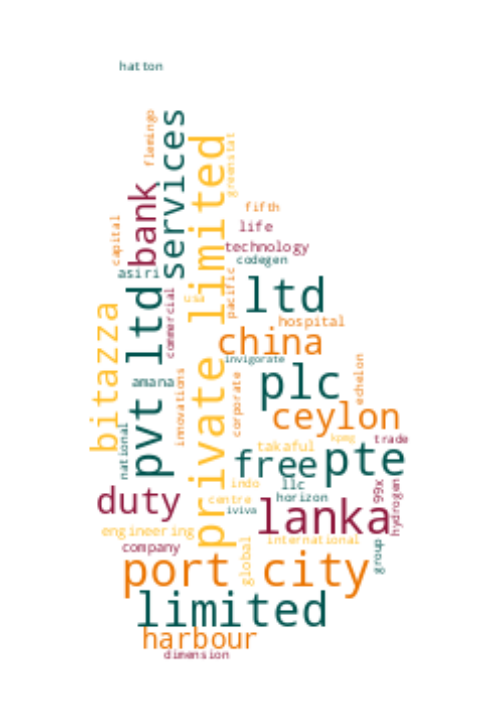 hatton
flemingo
services
private limited
greenstat
bank
capital
fifth
life
technology
codegen
asiri
pacific
usa
commercial
pvt ltd
ltd
bitazza
hospital
china
invigorate
echelon
plc
amana
innovations
corporate
ceylon
national
kpmg
trade
takaful
free
pte
indo
llc
99x
hydrogen
duty
centre
horizon
iviva
lanka
engineering
international
company
global
group
port city
limited
harbour
dimension